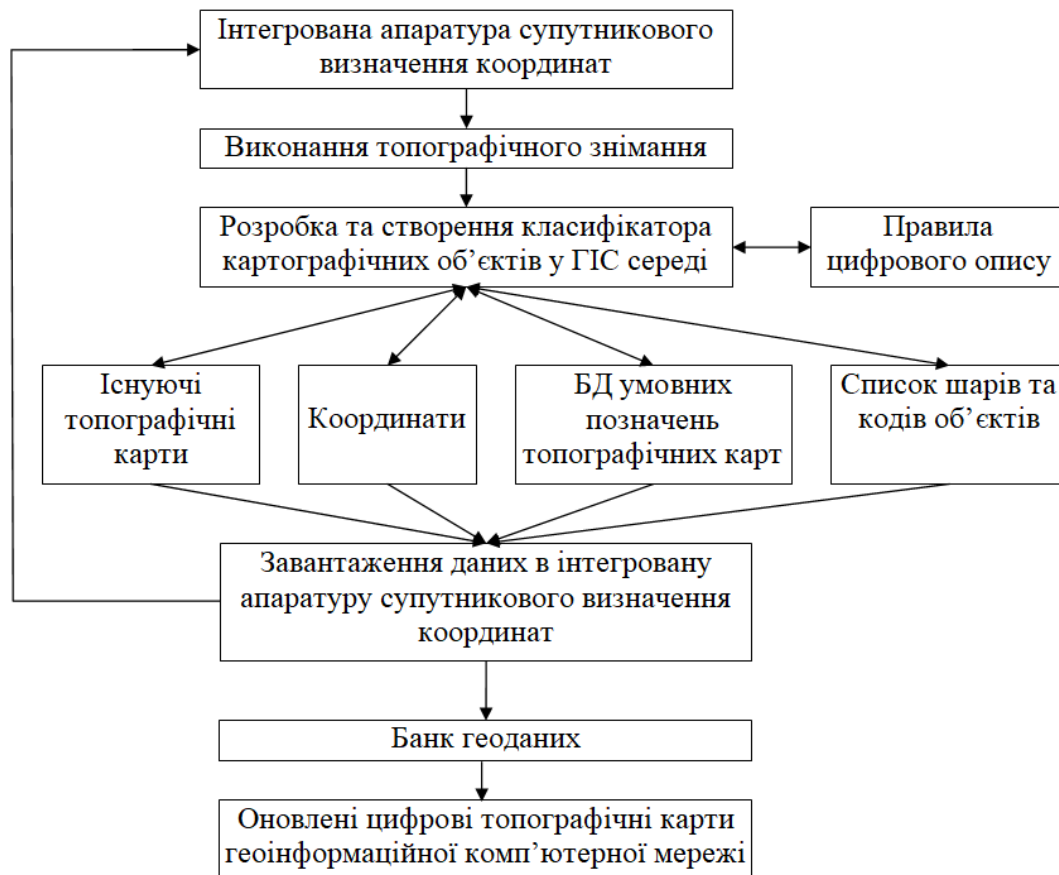 Інтегрована апаратура супутникового
визначення координат
Виконання топографічного знімання
Розробка та створення класифікатора
картографічних об’єктів у ГІС середі
Правила
цифрового опису
Існуючі
топографічні
карти
Координати
БД умовних
позначень
топографічних карт
Список шарів та
кодів об’єктів
Завантаження даних в інтегровану
апаратуру супутникового визначення
координат
Банк геоданих
Оновлені цифрові топографічні карти
геоінформаційної комп’ютерної мережі